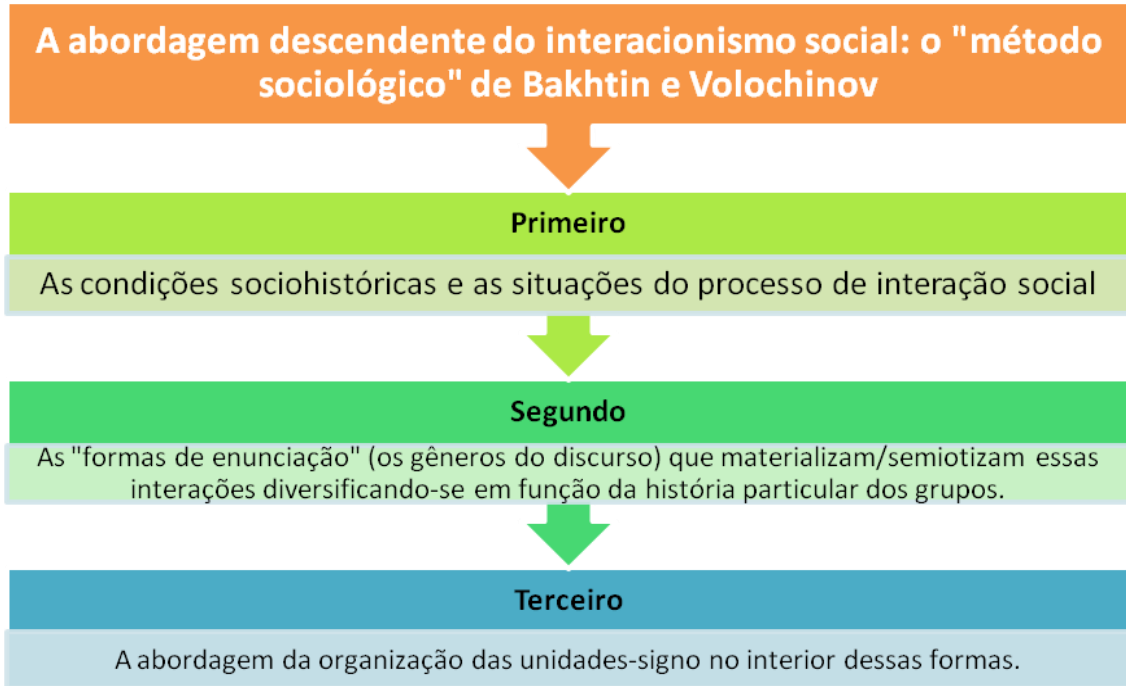 A abordagem descendente do interacionismo social: o "método
sociológico" de Bakhtin e Volochinov
Primeiro
As condições sociohistóricas e as situações do processo de interação social
Segundo
As "formas de enunciação" (os gêneros do discurso) que materializam/semiotizam essas
interações diversificando-se em função da história particular dos grupos.
Terceiro
A abordagem da organização das unidades-signo no interior dessas formas.